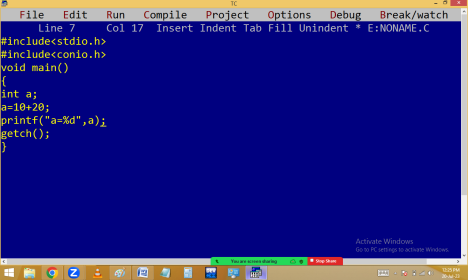 TC
File Edit Run Compile Project Options Debug Break/watch
Line 7 Col 17 Insert Indent Tab Fill Unindent * E:NONAME.C
#include<stdio.h>
#include<conio.h>
void main()
{
int a;
a=10+20;
printf("a=%d",a);
getch();
}
Activate Windows
Go to PC settings to activate Windows.
You are screen sharing
Stop Share